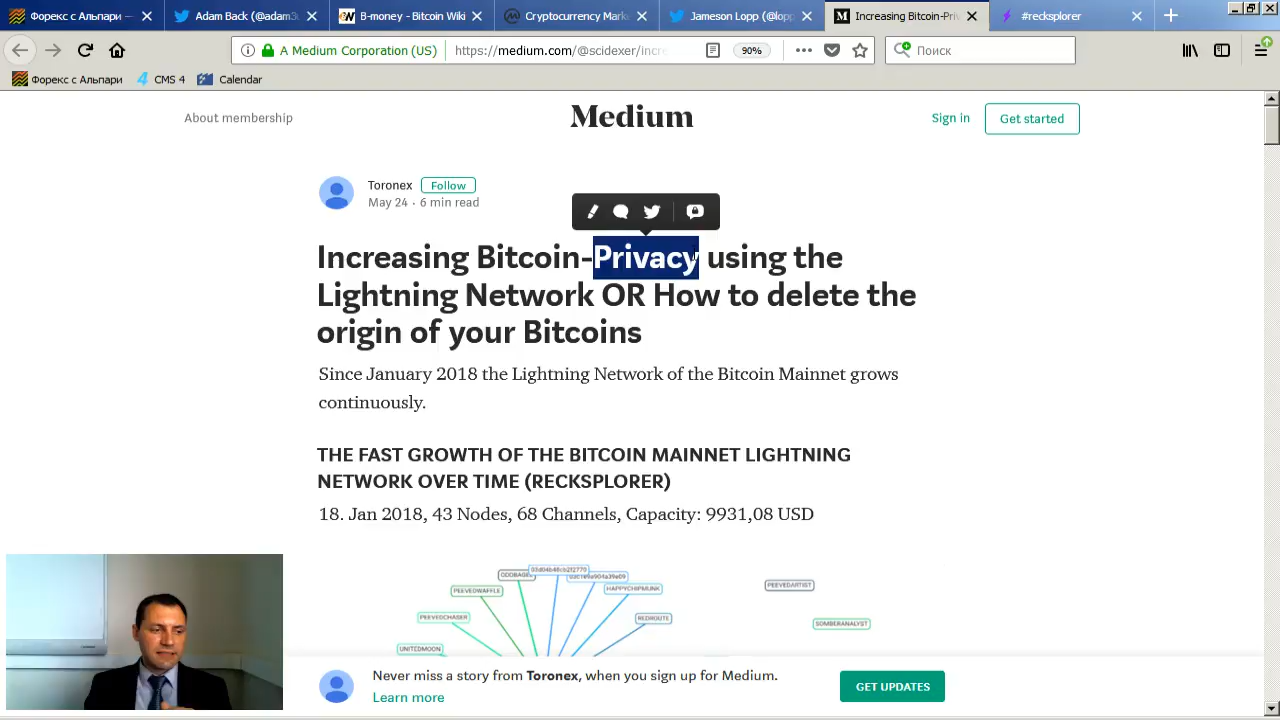 Форекс с Альпари —
Adam Back (@adam3
B-money - Bitcoin Wiki
Cryptocurrency Mark
Jameson Lopp (@lopp
Increasing Bitcoin-Pri
#recksplorer
A Medium Corporation (US)
https://medium.com/@scidexer/incre
90%
Поиск
Форекс с Альпари
CMS 4
Calendar
About membership
Medium
Sign in
Get started
Toronex
Follow
May 24 · 6 min read
Increasing Bitcoin-Privacy using the
Lightning Network OR How to delete the
origin of your Bitcoins
Since January 2018 the Lightning Network of the Bitcoin Mainnet grows
continuously.
THE FAST GROWTH OF THE BITCOIN MAINNET LIGHTNING
NETWORK OVER TIME (RECKSPLORER)
18. Jan 2018, 43 Nodes, 68 Channels, Capacity: 9931,08 USD
PEEVEDARTIST
HAPPYCHIPMUNK
PEEVEDWAFFLE
PEEVEDCHASER
REDROUTE
SOMBERANALYST
UNITEDMOON
Never miss a story from Toronex, when you sign up for Medium.
Learn more
GET UPDATES